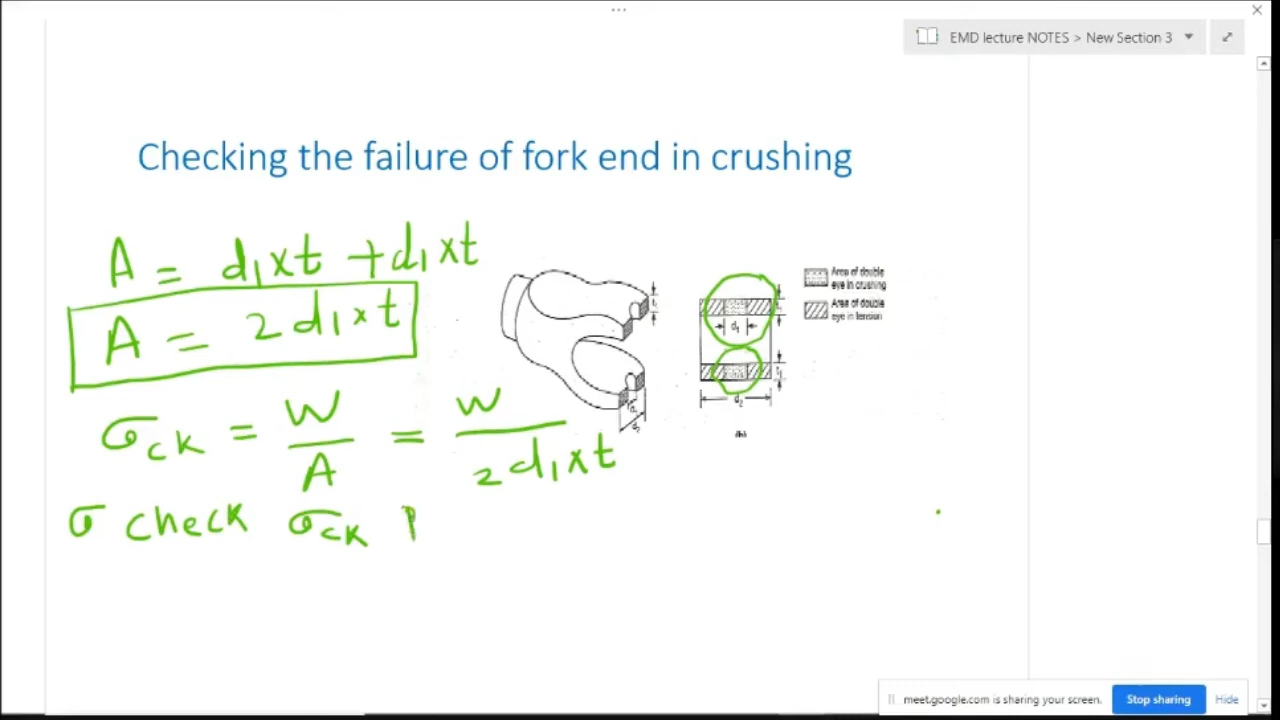 EMD lecture NOTES > New Section 3
Checking the failure of fork end in crushing
A = d₁xt + d₁xt
A = 2d₁xt
σck = W/A = W/2d₁xt
σ check σck
Area of double
eye in crushing
Area of double
eye in tension
d₁
d₂
(b)
meet.google.com is sharing your screen.
Stop sharing
Hide